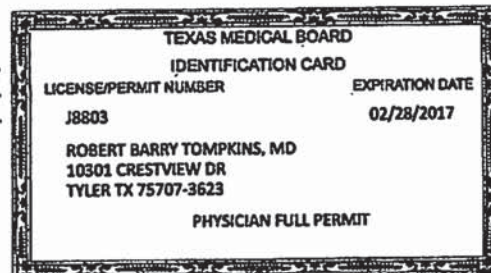 TEXAS MEDICAL BOARD
IDENTIFICATION CARD
LICENSE/PERMIT NUMBER EXPIRATION DATE
J8803 02/28/2017
ROBERT BARRY TOMPKINS, MD
10301 CRESTVIEW DR
TYLER TX 75707-3623
PHYSICIAN FULL PERMIT